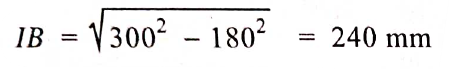 IB = √300² − 180² = 240 mm